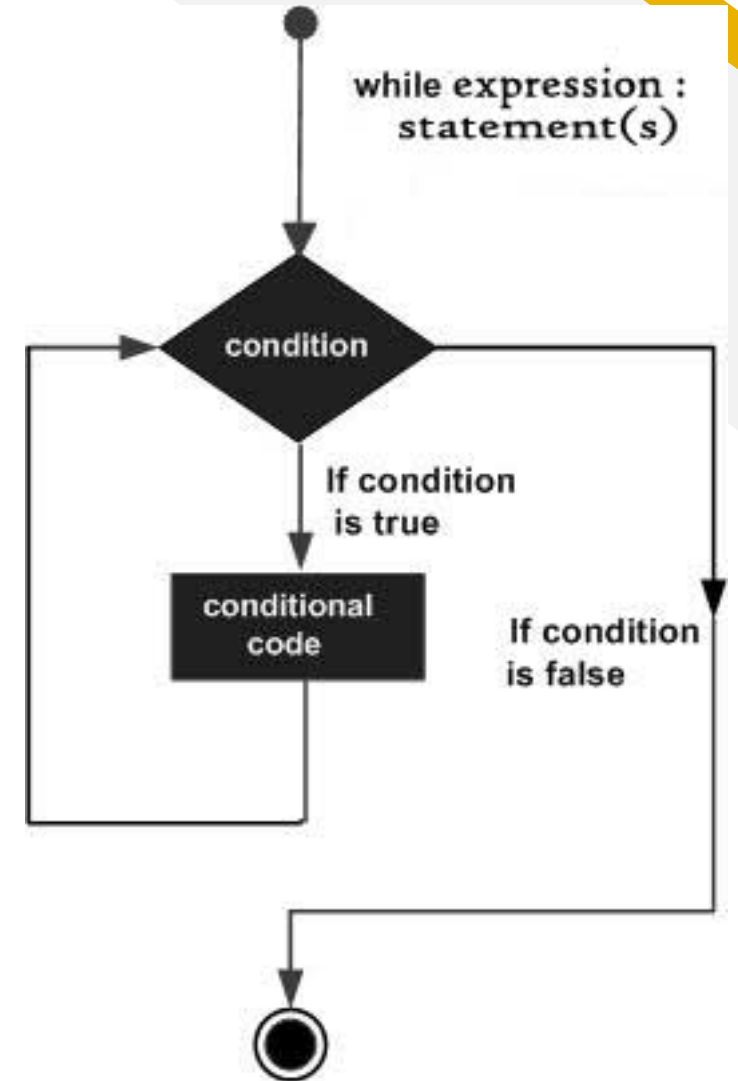 while expression :
statement(s)
condition
If condition
is true
conditional
code
If condition
is false